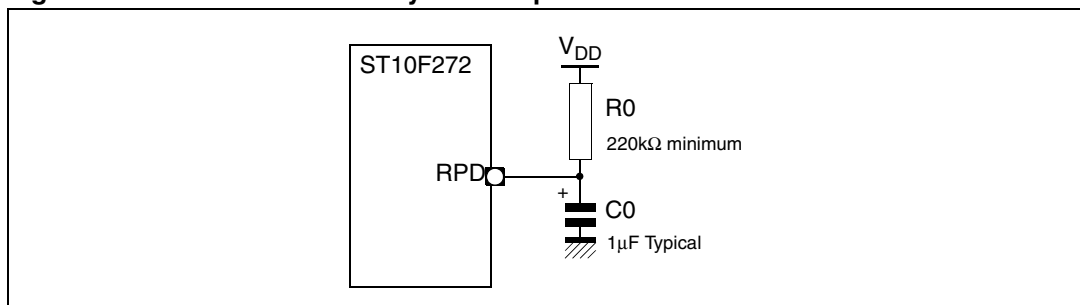 V_DD
ST10F272
R0
220kΩ minimum
RPD
+
C0
1μF Typical